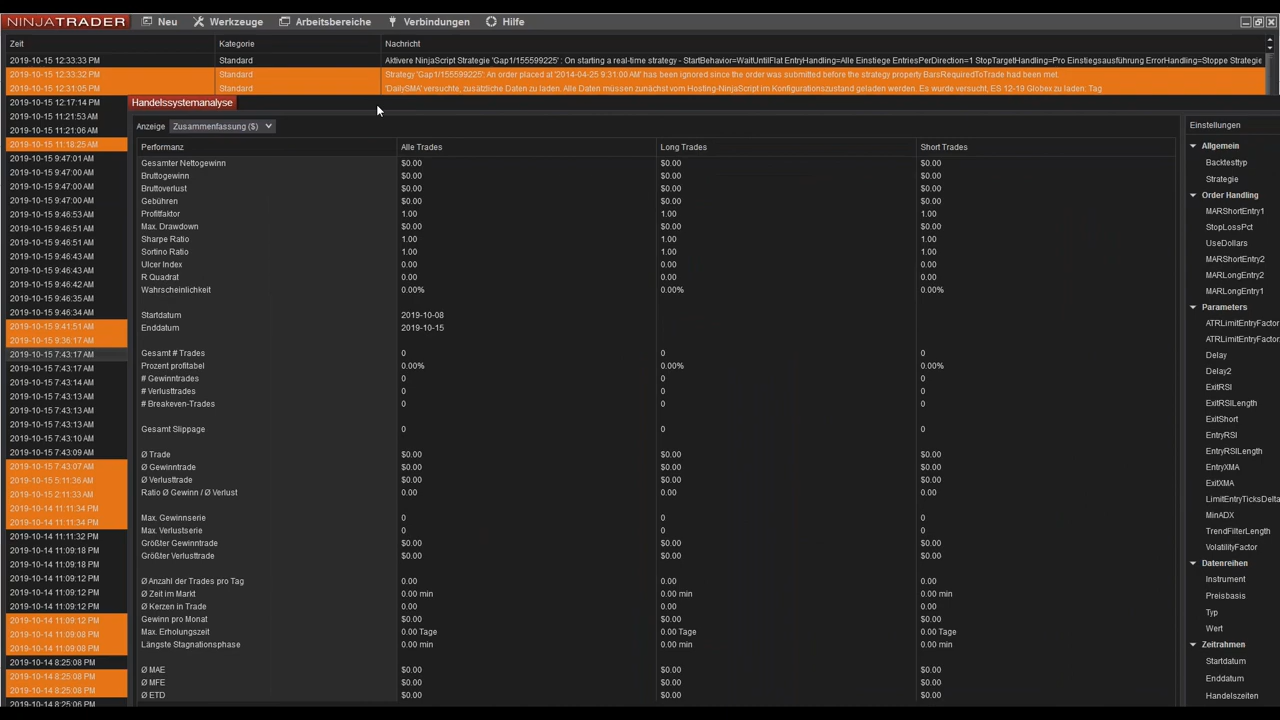 NINJATRADER Neu Werkzeuge Arbeitsbereiche Verbindungen Hilfe
Zeit Kategorie Nachricht
2019-10-15 12:33:33 PM Standard Aktivere NinjaScript Strategie 'Gap1/155599225' : On starting a real-time strategy - StartBehavior=WaitUntilFlat EntryHandling=Alle Einstiege EntriesPerDirection=1 StopTargetHandling=Pro Einstiegsausführung ErrorHandling=Stoppe Strategie
2019-10-15 12:33:32 PM Standard Strategy 'Gap1/155599225': An order placed at '2014-04-25 9:31:00 AM' has been ignored since the order was submitted before the strategy property BarsRequiredToTrade had been met.
2019-10-15 12:31:05 PM Standard 'DailySMA' versuchte, zusätzliche Daten zu laden. Alle Daten müssen zunächst vom Hosting-NinjaScript im Konfigurationszustand geladen werden. Es wurde versucht, ES 12-19 Globex zu laden: Tag
2019-10-15 12:17:14 PM
2019-10-15 11:21:53 AM
2019-10-15 11:21:06 AM
2019-10-15 11:18:25 AM
2019-10-15 9:47:01 AM
2019-10-15 9:47:00 AM
2019-10-15 9:47:00 AM
2019-10-15 9:47:00 AM
2019-10-15 9:46:53 AM
2019-10-15 9:46:51 AM
2019-10-15 9:46:51 AM
2019-10-15 9:46:43 AM
2019-10-15 9:46:43 AM
2019-10-15 9:46:42 AM
2019-10-15 9:46:35 AM
2019-10-15 9:46:34 AM
2019-10-15 9:41:51 AM
2019-10-15 9:36:17 AM
2019-10-15 7:43:17 AM
2019-10-15 7:43:17 AM
2019-10-15 7:43:14 AM
2019-10-15 7:43:13 AM
2019-10-15 7:43:13 AM
2019-10-15 7:43:13 AM
2019-10-15 7:43:10 AM
2019-10-15 7:43:09 AM
2019-10-15 7:43:07 AM
2019-10-15 5:11:36 AM
2019-10-15 2:11:33 AM
2019-10-14 11:11:34 PM
2019-10-14 11:11:34 PM
2019-10-14 11:11:32 PM
2019-10-14 11:09:18 PM
2019-10-14 11:09:18 PM
2019-10-14 11:09:12 PM
2019-10-14 11:09:12 PM
2019-10-14 11:09:12 PM
2019-10-14 11:09:12 PM
2019-10-14 11:09:08 PM
2019-10-14 11:09:08 PM
2019-10-14 8:25:08 PM
2019-10-14 8:25:08 PM
2019-10-14 8:25:08 PM
2019-10-14 8:25:06 PM
Handelssystemanalyse
Anzeige Zusammenfassung ($)
Performanz Alle Trades Long Trades Short Trades
Gesamter Nettogewinn $0.00 $0.00 $0.00
Bruttogewinn $0.00 $0.00 $0.00
Bruttoverlust $0.00 $0.00 $0.00
Gebühren $0.00 $0.00 $0.00
Profitfaktor 1.00 1.00 1.00
Max. Drawdown $0.00 $0.00 $0.00
Sharpe Ratio 1.00 1.00 1.00
Sortino Ratio 1.00 1.00 1.00
Ulcer Index 0.00 0.00 0.00
R Quadrat 0.00 0.00 0.00
Wahrscheinlichkeit 0.00% 0.00% 0.00%
Startdatum 2019-10-08
Enddatum 2019-10-15
Gesamt # Trades 0 0 0
Prozent profitabel 0.00% 0.00% 0.00%
# Gewinntrades 0 0 0
# Verlusttrades 0 0 0
# Breakeven-Trades 0 0 0
Gesamt Slippage 0 0 0
Ø Trade $0.00 $0.00 $0.00
Ø Gewinntrade $0.00 $0.00 $0.00
Ø Verlusttrade $0.00 $0.00 $0.00
Ratio Ø Gewinn / Ø Verlust 0.00 0.00 0.00
Max. Gewinnserie 0 0 0
Max. Verlustserie 0 0 0
Größter Gewinntrade $0.00 $0.00 $0.00
Größter Verlusttrade $0.00 $0.00 $0.00
Ø Anzahl der Trades pro Tag 0.00 0.00 0.00
Ø Zeit im Markt 0.00 min 0.00 min 0.00 min
Ø Kerzen in Trade 0.00 0.00 0.00
Gewinn pro Monat $0.00 $0.00 $0.00
Max. Erholungszeit 0.00 Tage 0.00 Tage 0.00 Tage
Längste Stagnationsphase 0.00 min 0.00 min 0.00 min
Ø MAE $0.00 $0.00 $0.00
Ø MFE $0.00 $0.00 $0.00
Ø ETD $0.00 $0.00 $0.00
Einstellungen
Allgemein
Backtesttyp
Strategie
Order Handling
MARShortEntry1
StopLossPct
UseDollars
MARShortEntry2
MARLongEntry2
MARLongEntry1
Parameters
ATRLimitEntryFactor
ATRLimitEntryFactor
Delay
Delay2
ExitRSI
ExitRSILength
ExitShort
EntryRSI
EntryRSILength
EntryXMA
ExitXMA
LimitEntryTicksDelta
MinADX
TrendFilterLength
VolatilityFactor
Datenreihen
Instrument
Preisbasis
Typ
Wert
Zeitrahmen
Startdatum
Enddatum
Handelszeiten